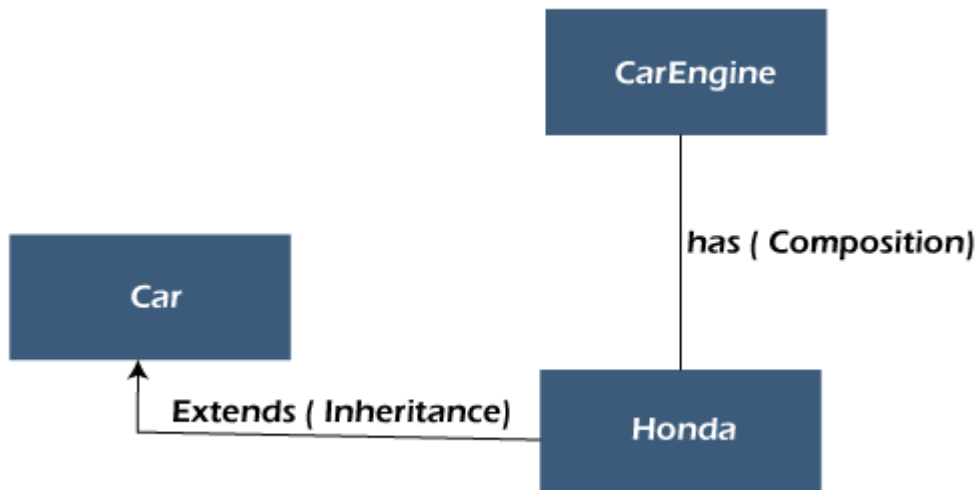 CarEngine
has ( Composition)
Car
Extends ( Inheritance)
Honda